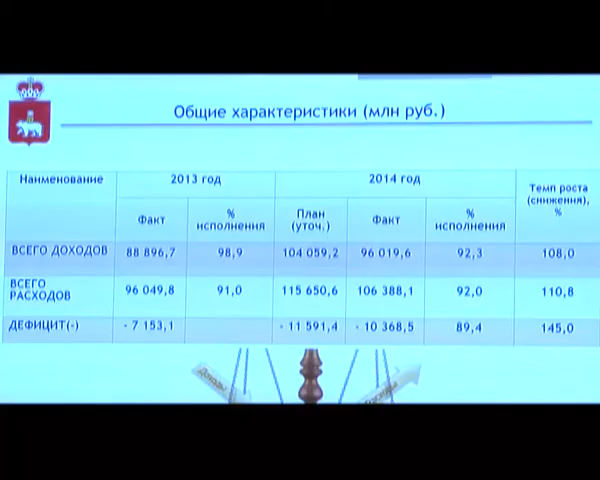 Общие характеристики (млн руб.)
Наименование 2013 год 2014 год Темп роста (снижения), %
Факт % исполнения План (уточ.) Факт % исполнения
ВСЕГО ДОХОДОВ 88 896,7 98,9 104 059,2 96 019,6 92,3 108,0
ВСЕГО РАСХОДОВ 96 049,8 91,0 115 650,6 106 388,1 92,0 110,8
ДЕФИЦИТ(-) - 7 153,1 - 11 591,4 - 10 368,5 89,4 145,0
Доходы